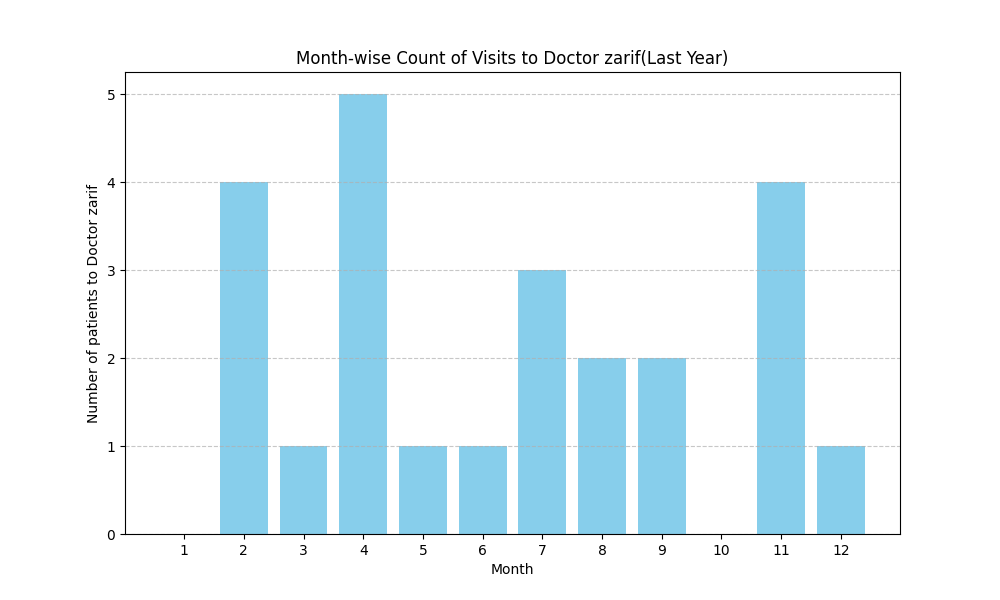 Month-wise Count of Visits to Doctor zarif(Last Year)
Number of patients to Doctor zarif
5
4
3
2
1
0
1 2 3 4 5 6 7 8 9 10 11 12
Month